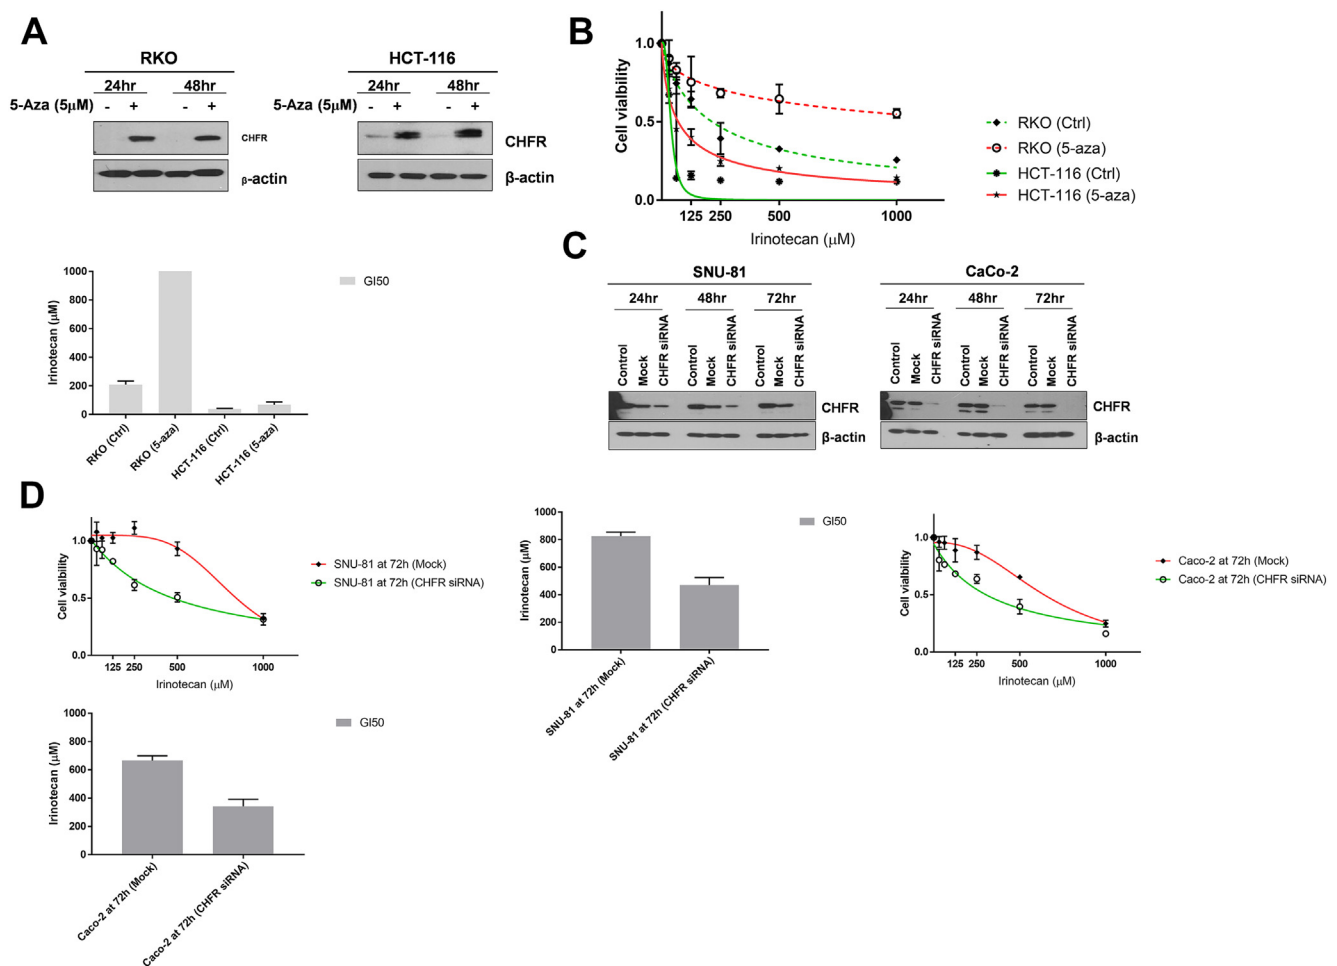 A
RKO
24hr 48hr
5-Aza (5μM) - + - +
CHFR
β-actin
HCT-116
24hr 48hr
5-Aza (5μM) - + - +
CHFR
β-actin
1000
800
600
400
200
0
Irinotecan (μM)
RKO (Ctrl)
RKO (5-aza)
HCT-116 (Ctrl)
HCT-116 (5-aza)
GI50
B
1.0
0.5
0.0
Cell vialbility
125 250 500 1000
Irinotecan (μM)
RKO (Ctrl)
RKO (5-aza)
HCT-116 (Ctrl)
HCT-116 (5-aza)
C
SNU-81
24hr 48hr 72hr
Control Mock CHFR siRNA Control Mock CHFR siRNA Control Mock CHFR siRNA
CHFR
β-actin
CaCo-2
24hr 48hr 72hr
Control Mock CHFR siRNA Control Mock CHFR siRNA Control Mock CHFR siRNA
CHFR
β-actin
D
1.0
0.5
0.0
Cell vialbility
125 250 500 1000
Irinotecan (μM)
SNU-81 at 72h (Mock)
SNU-81 at 72h (CHFR siRNA)
1000
800
600
400
200
0
Irinotecan (μM)
SNU-81 at 72h (Mock)
SNU-81 at 72h (CHFR siRNA)
GI50
1.0
0.5
0.0
Cell vialbility
125 250 500 1000
Irinotecan (μM)
Caco-2 at 72h (Mock)
Caco-2 at 72h (CHFR siRNA)
1000
800
600
400
200
0
Irinotecan (μM)
Caco-2 at 72h (Mock)
Caco-2 at 72h (CHFR siRNA)
GI50